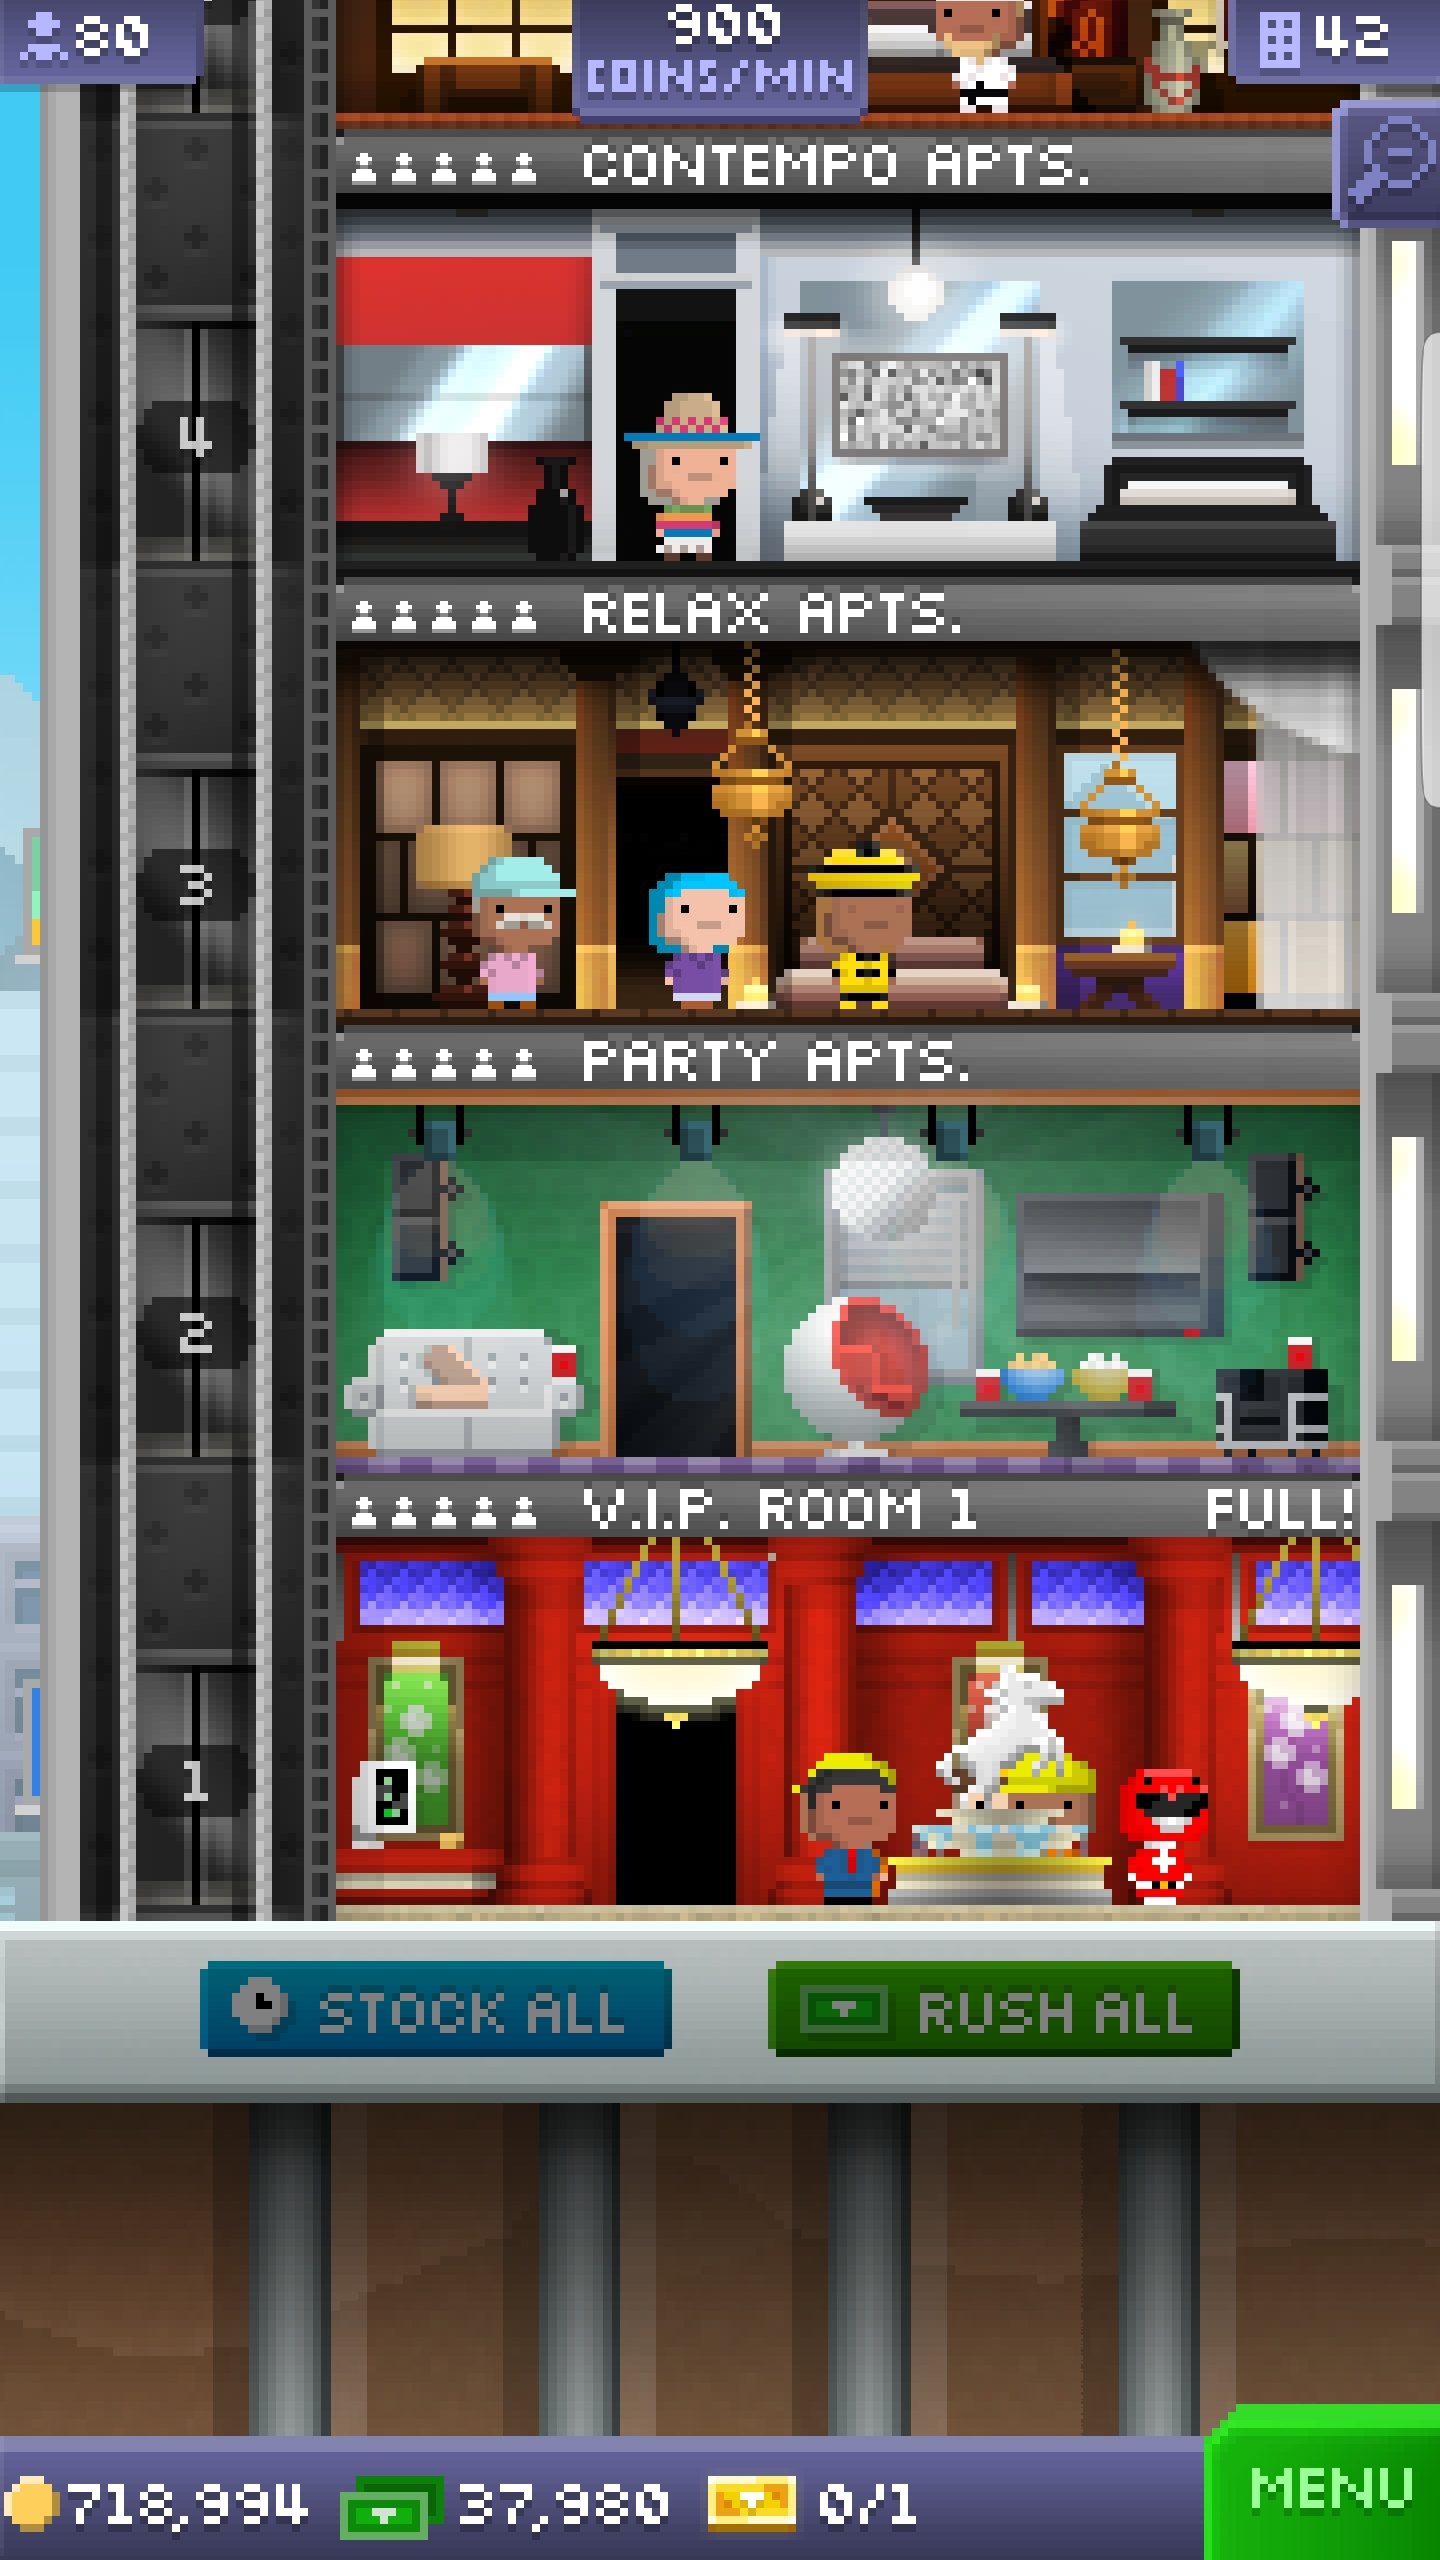 80
900
COINS/MIN
42
CONTEMPO APTS.
4
RELAX APTS.
3
PARTY APTS.
2
V.I.P. ROOM 1 FULL!
1
STOCK ALL
RUSH ALL
718,994
37,980
0/1
MENU